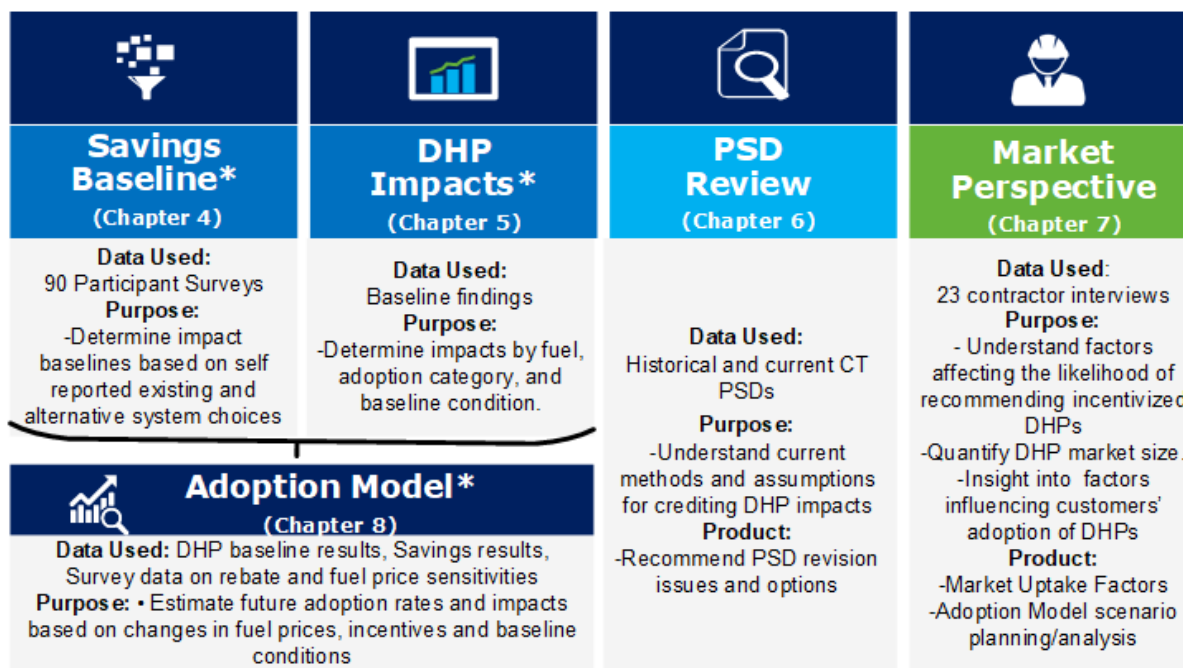 Savings
Baseline*
(Chapter 4)
Data Used:
90 Participant Surveys
Purpose:
-Determine impact
baselines based on self
reported existing and
alternative system choices
DHP
Impacts*
(Chapter 5)
Data Used:
Baseline findings
Purpose:
-Determine impacts by fuel,
adoption category, and
baseline condition.
Adoption Model*
(Chapter 8)
Data Used: DHP baseline results, Savings results,
Survey data on rebate and fuel price sensitivities
Purpose: • Estimate future adoption rates and impacts
based on changes in fuel prices, incentives and baseline
conditions
PSD
Review
(Chapter 6)
Data Used:
Historical and current CT
PSDs
Purpose:
-Understand current
methods and assumptions
for crediting DHP impacts
Product:
-Recommend PSD revision
issues and options
Market
Perspective
(Chapter 7)
Data Used:
23 contractor interviews
Purpose:
- Understand factors
affecting the likelihood of
recommending incentivized
DHPs
-Quantify DHP market size.
-Insight into factors
influencing customers'
adoption of DHPs
Product:
-Market Uptake Factors
-Adoption Model scenario
planning/analysis